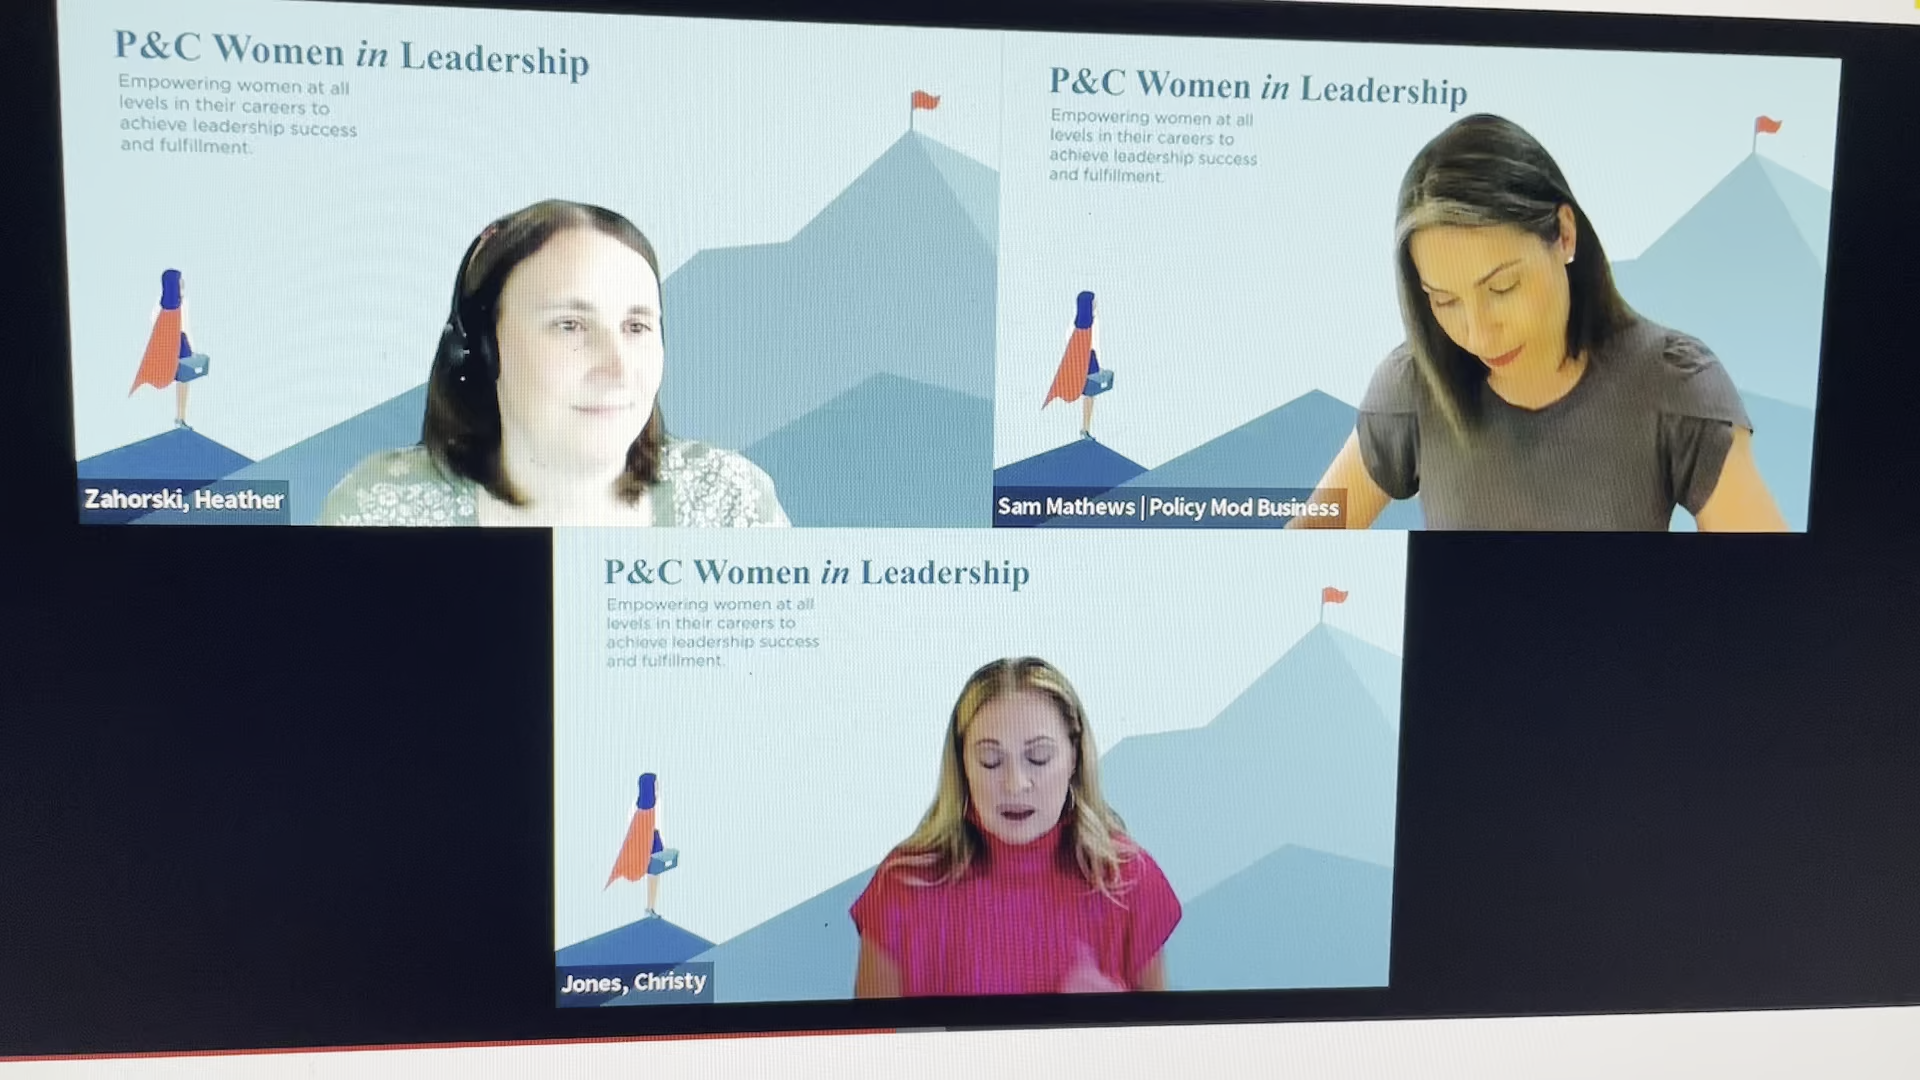 P&C Women in Leadership
Empowering women at all
levels in their careers to
achieve leadership success
and fulfillment.
Zahorski, Heather
P&C Women in Leadership
Empowering women at all
levels in their careers to
achieve leadership success
and fulfillment.
Sam Mathews | Policy Mod Business
P&C Women in Leadership
Empowering women at all
levels in their careers to
achieve leadership success
and fulfillment.
Jones, Christy